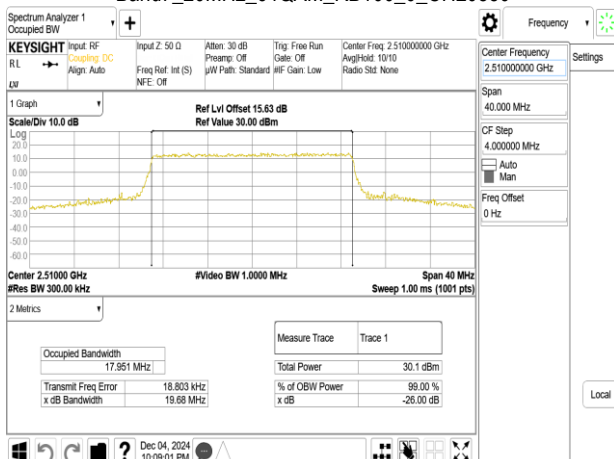 Spectrum Analyzer 1
Occupied BW
Frequency
KEYSIGHT
RL
LXI
Input: RF
Coupling: DC
Align: Auto
Input Z: 50 Ω
Freq Ref: Int (S)
NFE: Off
Atten: 30 dB
Preamp: Off
µW Path: Standard
Trig: Free Run
Gate: Off
#IF Gain: Low
Center Freq: 2.510000000 GHz
Avg|Hold: 10/10
Radio Std: None
Center Frequency
2.510000000 GHz
Settings
Span
40.000 MHz
CF Step
4.000000 MHz
Auto
Man
Freq Offset
0 Hz
Local
1 Graph
Scale/Div 10.0 dB
Ref Lvl Offset 15.63 dB
Ref Value 30.00 dBm
Log
20.0
10.0
0.00
-10.0
-20.0
-30.0
-40.0
-50.0
-60.0
Center 2.51000 GHz
#Video BW 1.0000 MHz
Span 40 MHz
#Res BW 300.00 kHz
Sweep 1.00 ms (1001 pts)
2 Metrics
Measure Trace Trace 1
Occupied Bandwidth
17.951 MHz
Total Power 30.1 dBm
Transmit Freq Error 18.803 kHz
% of OBW Power 99.00 %
x dB Bandwidth 19.68 MHz
x dB -26.00 dB
Dec 04, 2024
10:09:01 PM